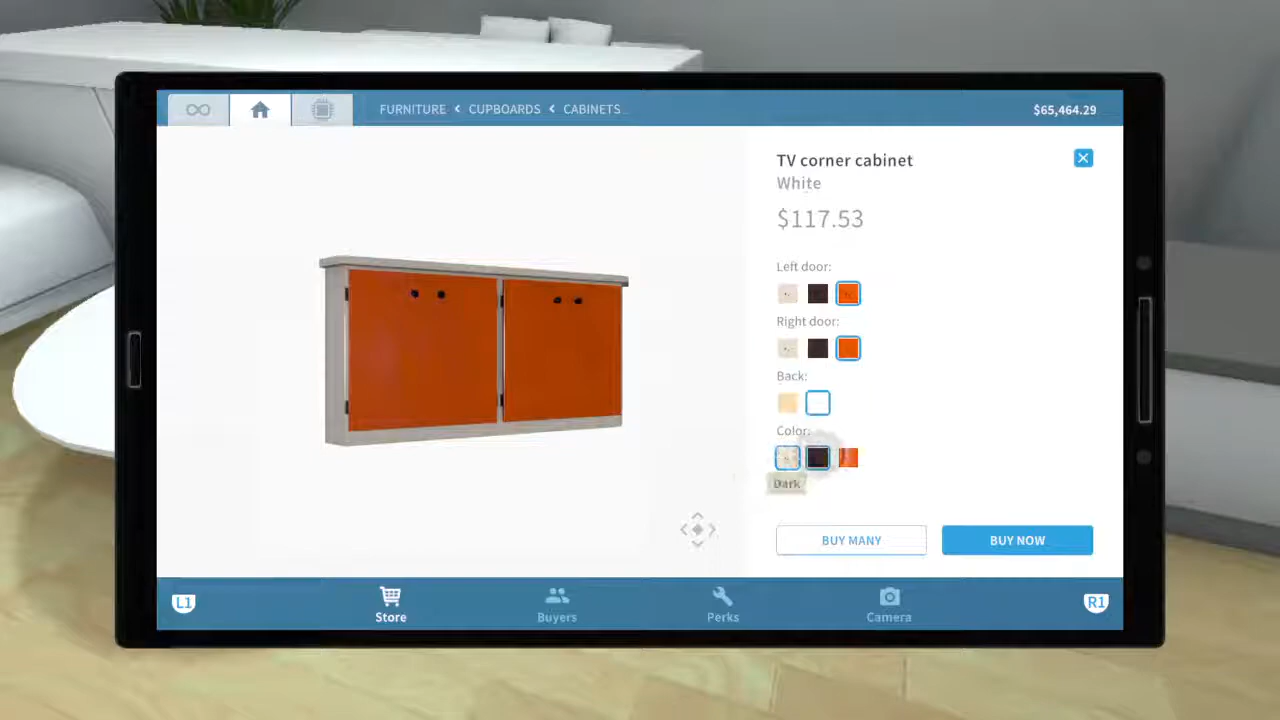 FURNITURE < CUPBOARDS < CABINETS
$65,464.29
TV corner cabinet
White
$117.53
Left door:
Right door:
Back:
Color:
Dark
BUY MANY
BUY NOW
L1
Store
Buyers
Perks
Camera
R1